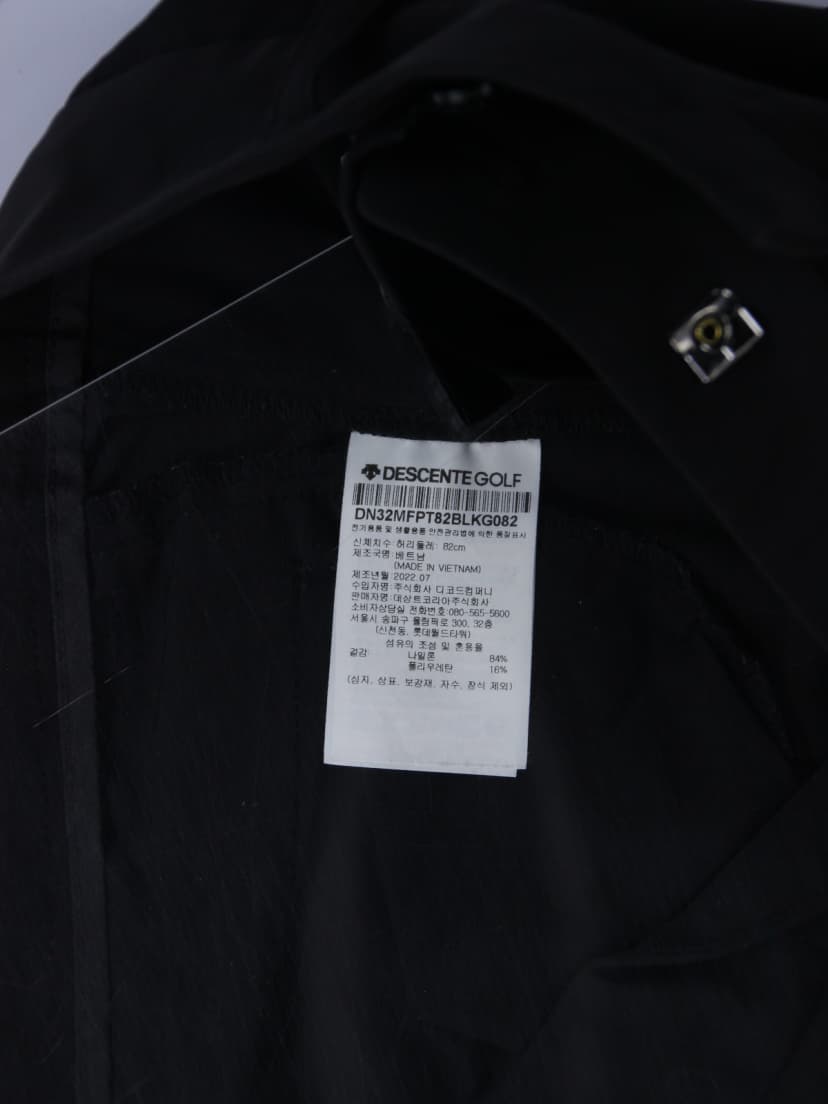 DESCENTE GOLF
DN32MFPT82BLKG082
전기용품 및 생활용품 안전관리법에 의한 품질표시
신체치수:허리둘레: 82cm
제조국명:베트남
(MADE IN VIETNAM)
제조년월:2022.07
수입자명:주식회사 디코드컴퍼니
판매자명:데상트코리아주식회사
소비자상담실 전화번호:080-565-5600
서울시 송파구 올림픽로 300, 32층
(신천동, 롯데월드타워)
섬유의 조성 및 혼용율
겉감: 나일론 84%
폴리우레탄 16%
(심지, 상표, 보강재, 자수, 장식 제외)